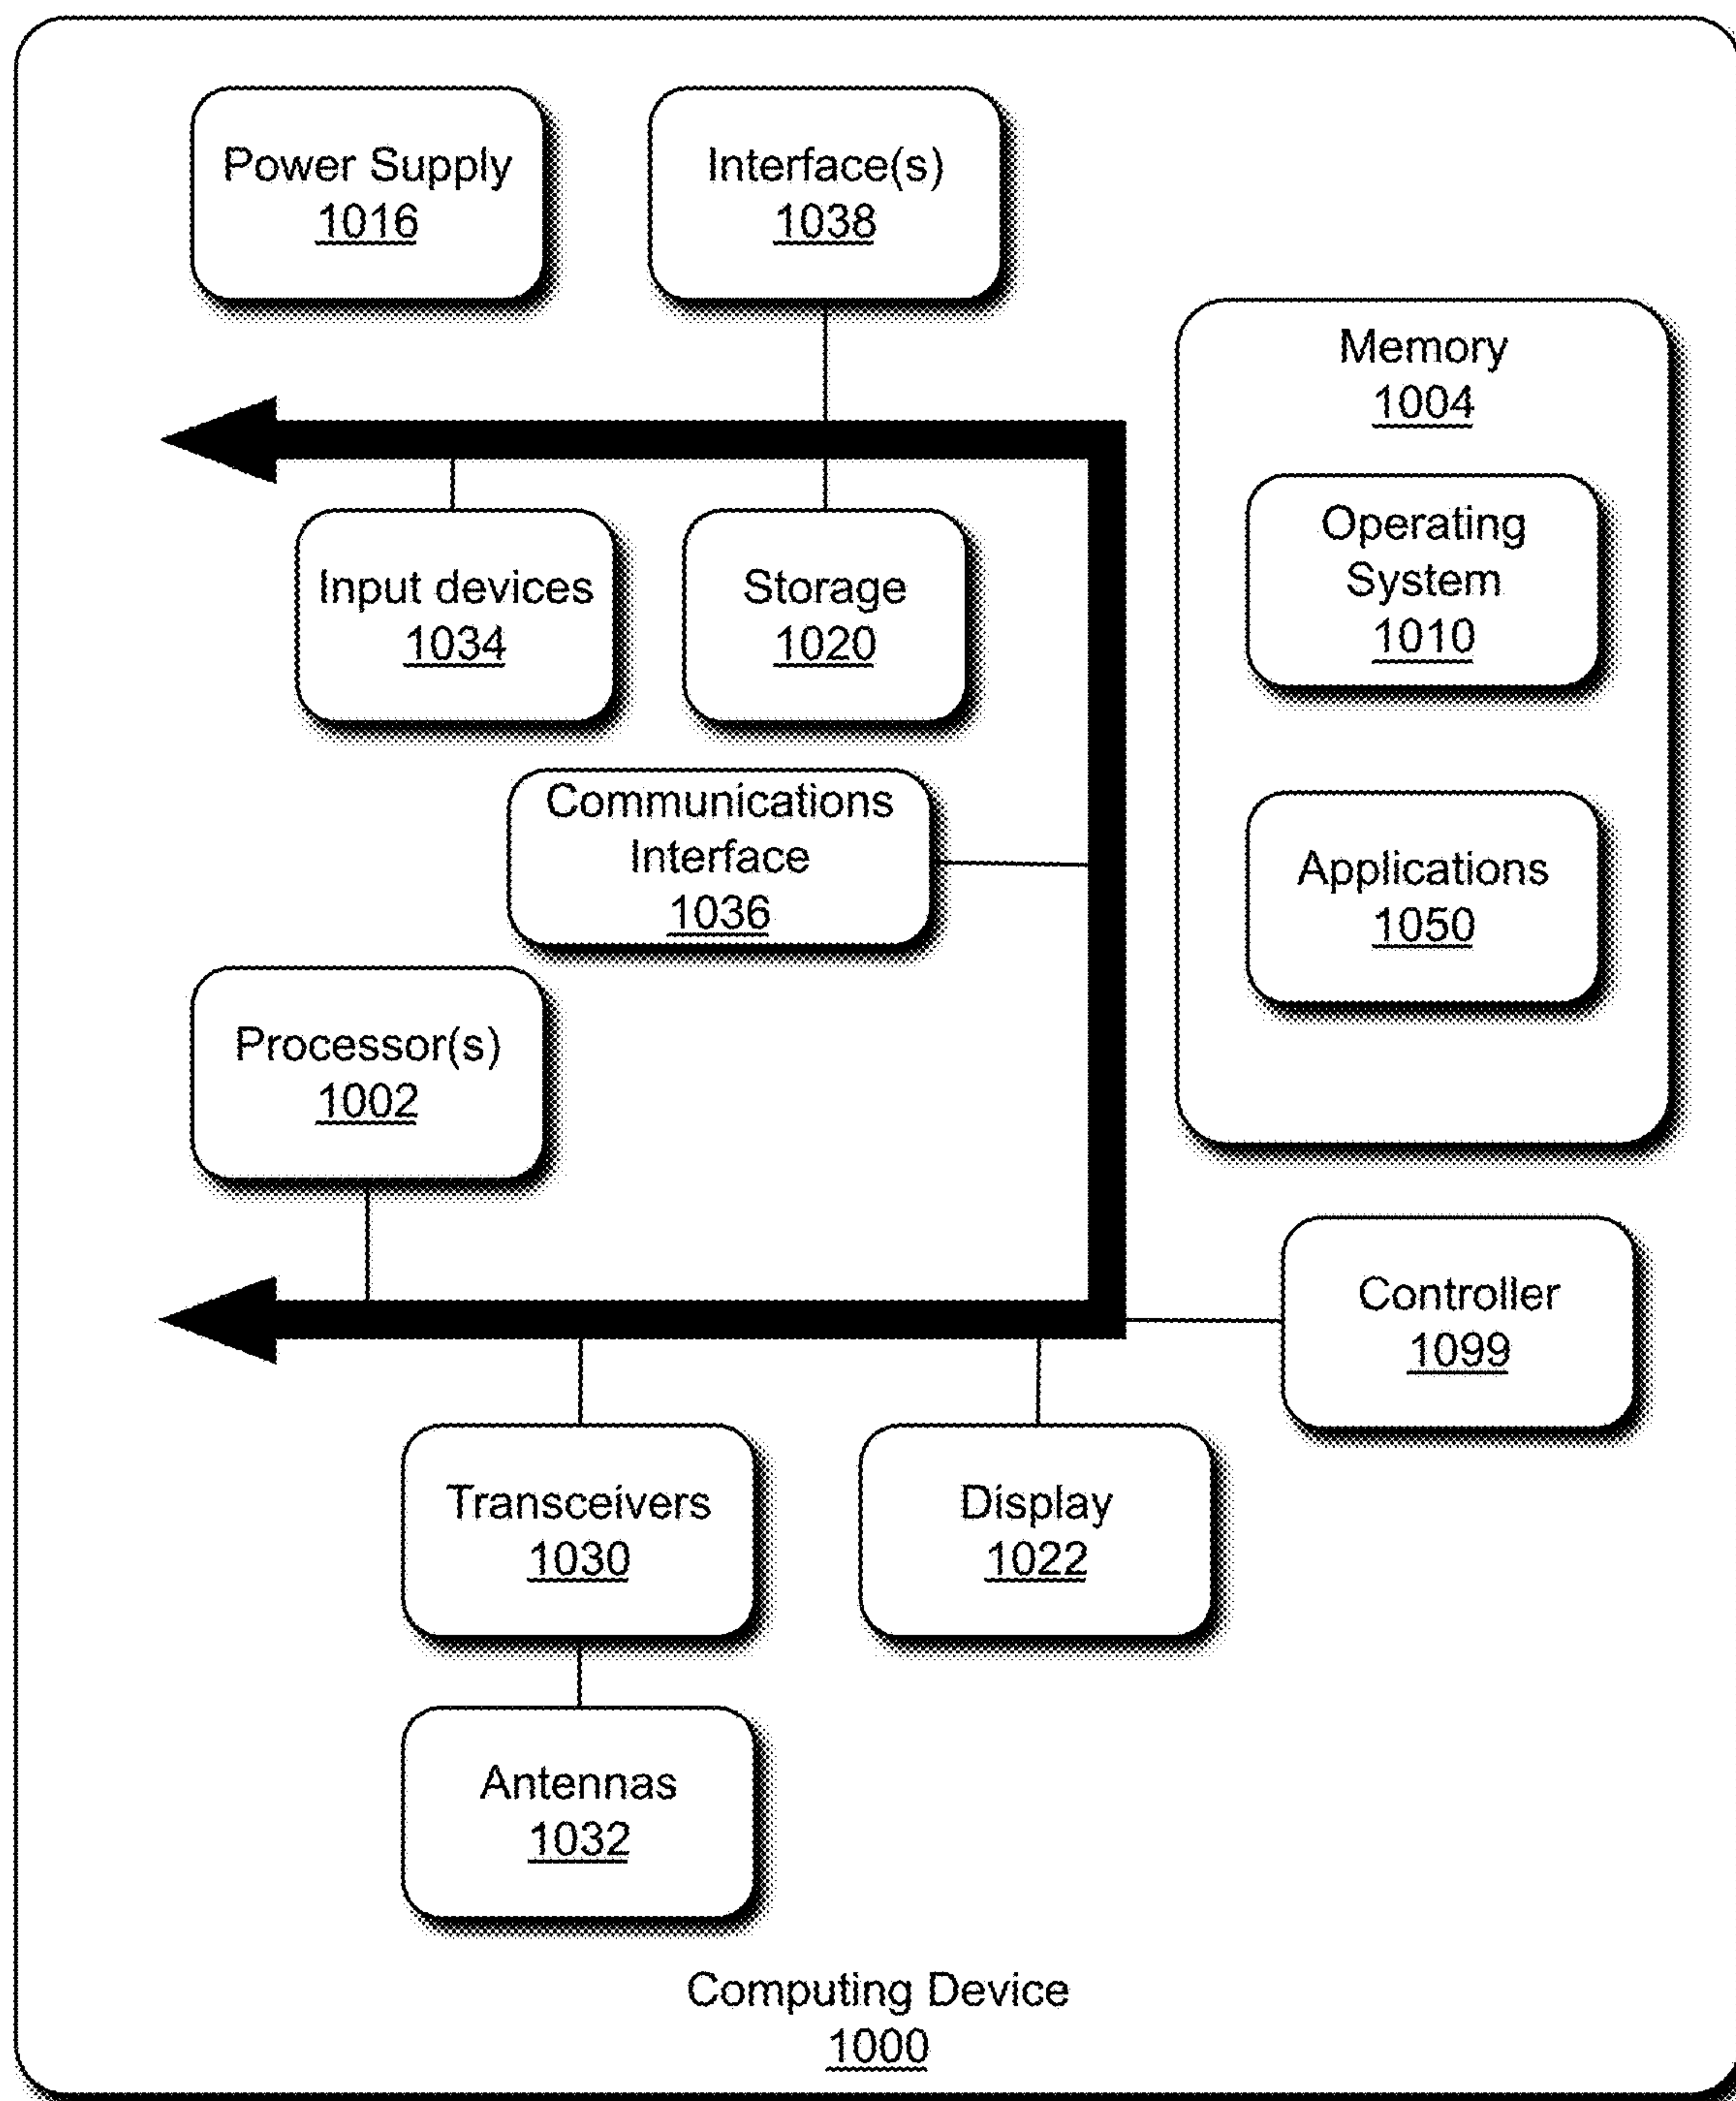 Power Supply
1016
Interface(s)
1038
Memory
1004
Operating
System
1010
Input devices
1034
Storage
1020
Communications
Interface
1036
Applications
1050
Processor(s)
1002
Controller
1099
Transceivers
1030
Display
1022
Antennas
1032
Computing Device
1000